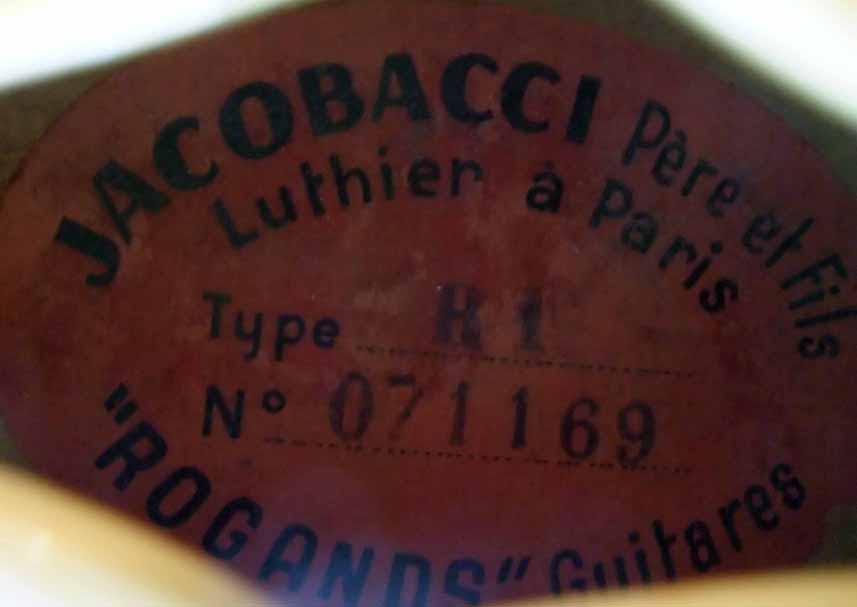 JACOBACCI Père et Fils
Luthier à Paris
Type R1
N° 071169
"ROGANDS" Guitares